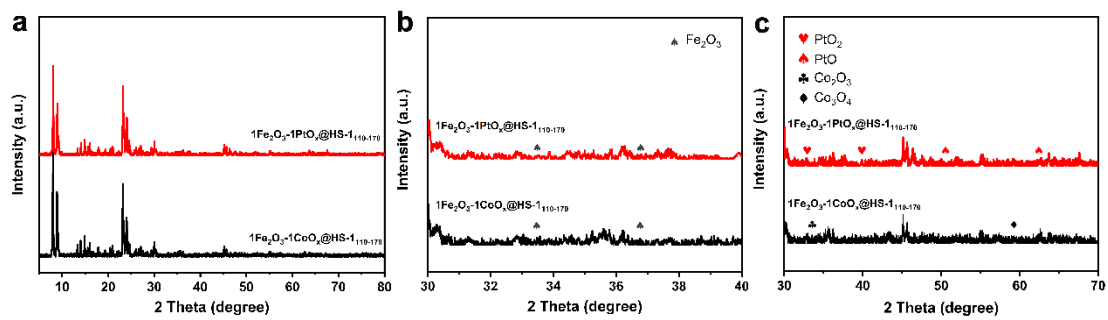 a
Intensity (a.u.)
1Fe₂O₃-1PtOₓ@HS-1₁₁₀₋₁₇₀
1Fe₂O₃-1CoOₓ@HS-1₁₁₀₋₁₇₀
10 20 30 40 50 60 70 80
2 Theta (degree)
b
Intensity (a.u.)
Fe₂O₃
1Fe₂O₃-1PtOₓ@HS-1₁₁₀₋₁₇₀
1Fe₂O₃-1CoOₓ@HS-1₁₁₀₋₁₇₀
30 32 34 36 38 40
2 Theta (degree)
c
Intensity (a.u.)
♥ PtO₂
♠ PtO
♣ Co₂O₃
♦ Co₃O₄
1Fe₂O₃-1PtOₓ@HS-1₁₁₀₋₁₇₀
1Fe₂O₃-1CoOₓ@HS-1₁₁₀₋₁₇₀
30 40 50 60 70
2 Theta (degree)